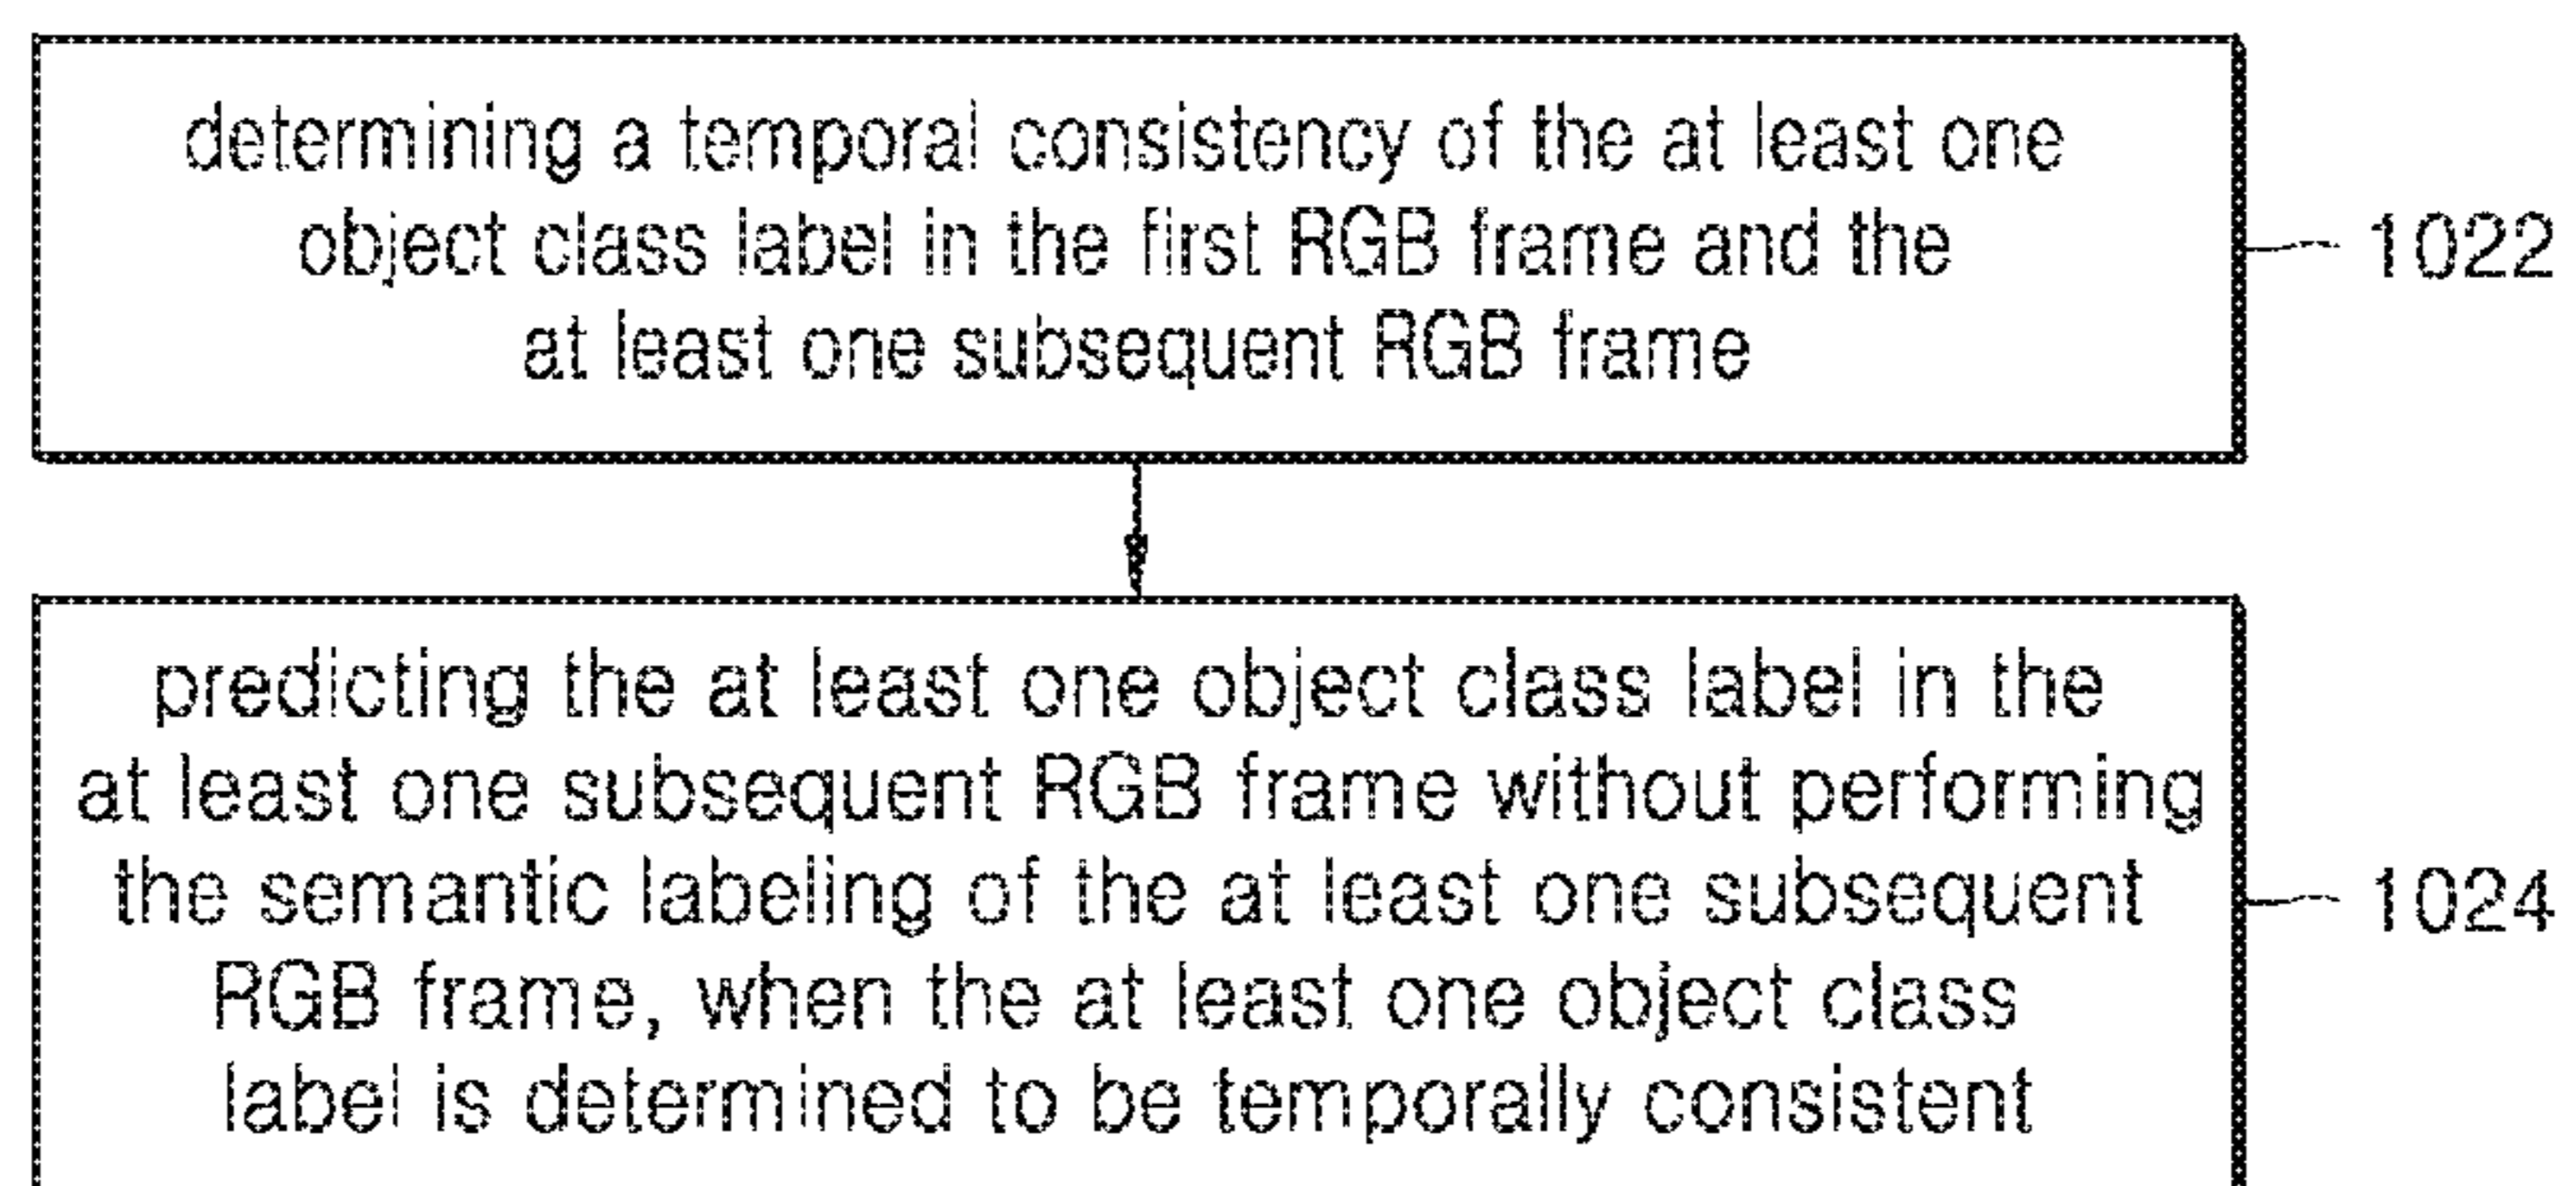 determining a temporal consistency of the at least one
object class label in the first RGB frame and the
at least one subsequent RGB frame
1022
predicting the at least one object class label in the
at least one subsequent RGB frame without performing
the semantic labeling of the at least one subsequent
RGB frame, when the at least one object class
label is determined to be temporally consistent
1024